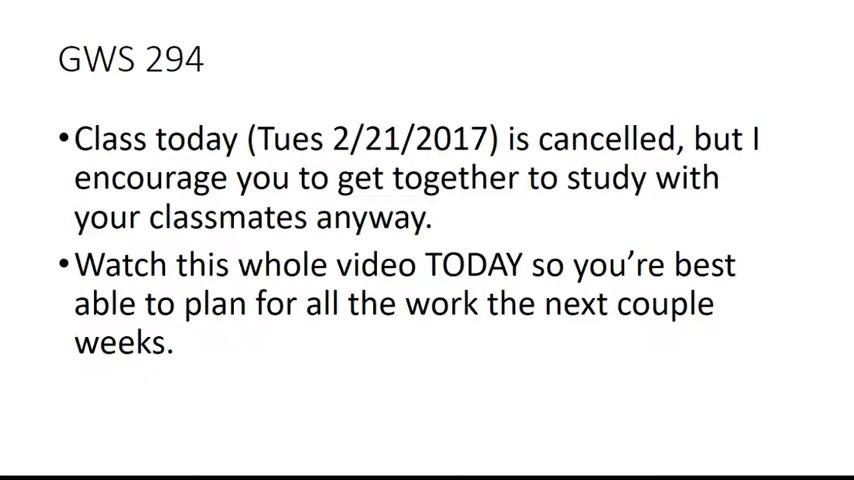 GWS 294
•Class today (Tues 2/21/2017) is cancelled, but I
encourage you to get together to study with
your classmates anyway.
•Watch this whole video TODAY so you’re best
able to plan for all the work the next couple
weeks.